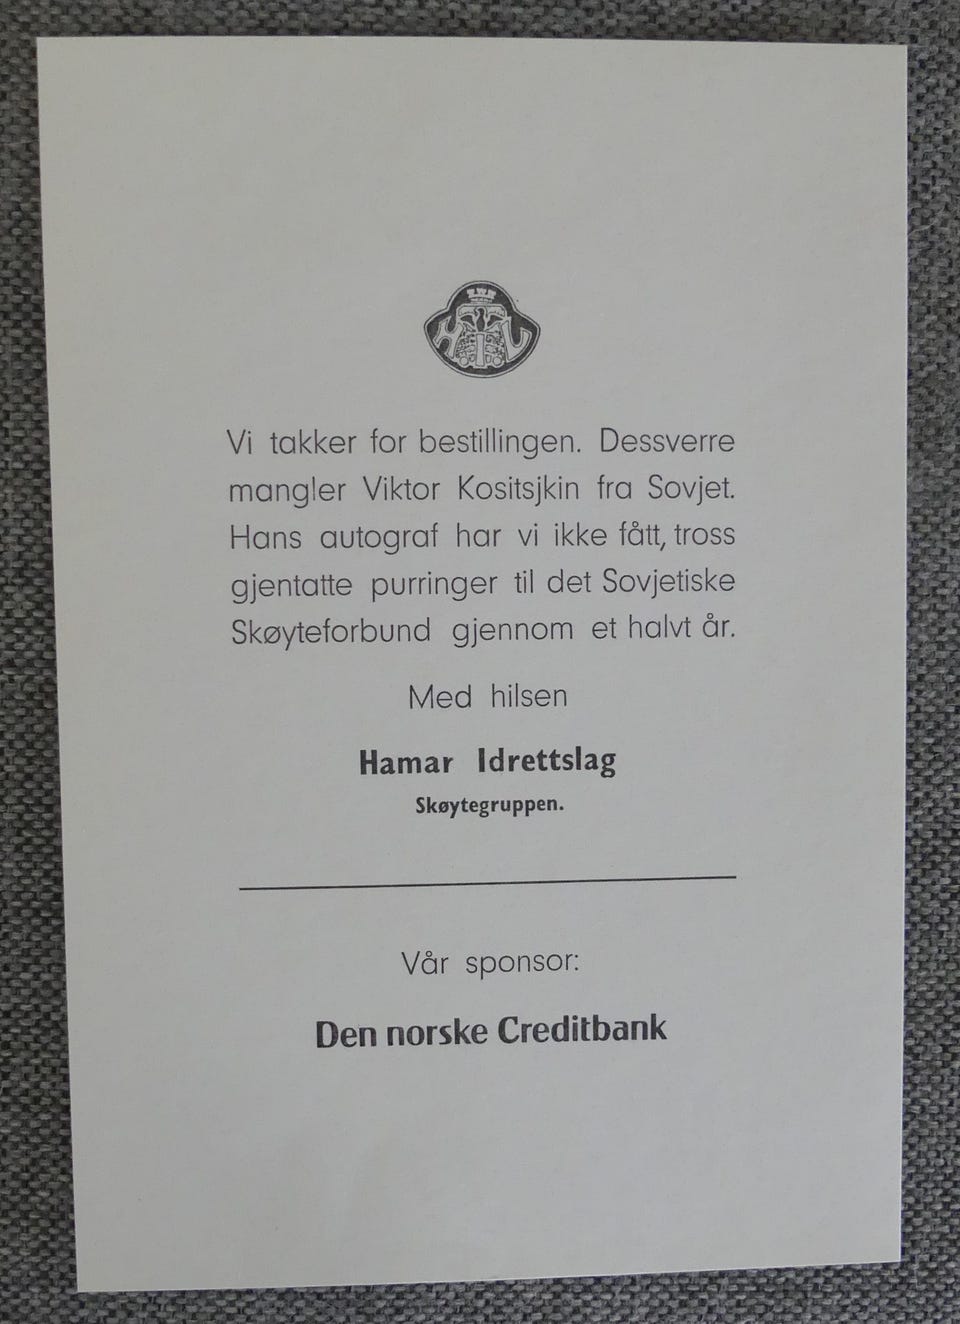 HIL
Vi takker for bestillingen. Dessverre
mangler Viktor Kositsjkin fra Sovjet.
Hans autograf har vi ikke fått, tross
gjentatte purringer til det Sovjetiske
Skøyteforbund gjennom et halvt år.
Med hilsen
Hamar Idrettslag
Skøytegruppen.
Vår sponsor:
Den norske Creditbank